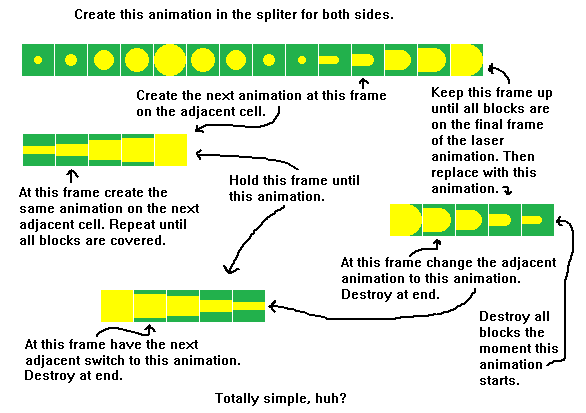 Create this animation in the spliter for both sides.
Create the next animation at this frame
on the adjacent cell.
Keep this frame up
until all blocks are
on the final frame
of the laser
animation. Then
replace with this
animation.
At this frame create the
same animation on the next
adjacent cell. Repeat until
all blocks are covered.
Hold this frame until
this animation.
At this frame change the adjacent
animation to this animation.
Destroy at end.
At this frame have the next
adjacent switch to this animation.
Destroy at end.
Destroy all
blocks the
moment this
animation
starts.
Totally simple, huh?